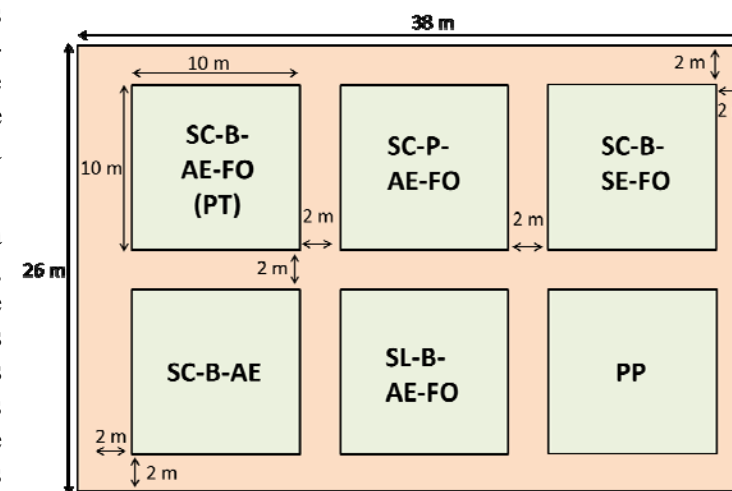 38 m
10 m
2 m
SC-B-
AE-FO
(PT)
SC-P-
AE-FO
SC-B-
SE-FO
2
10 m
2 m
2 m
2 m
26 m
SC-B-AE
SL-B-
AE-FO
PP
2 m
2 m